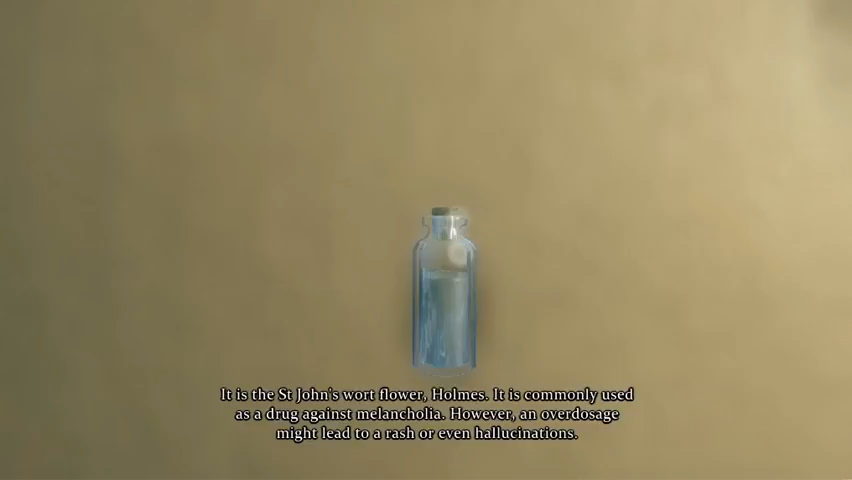 It is the St John's wort flower, Holmes. It is commonly used
as a drug against melancholia. However, an overdosage
might lead to a rash or even hallucinations.